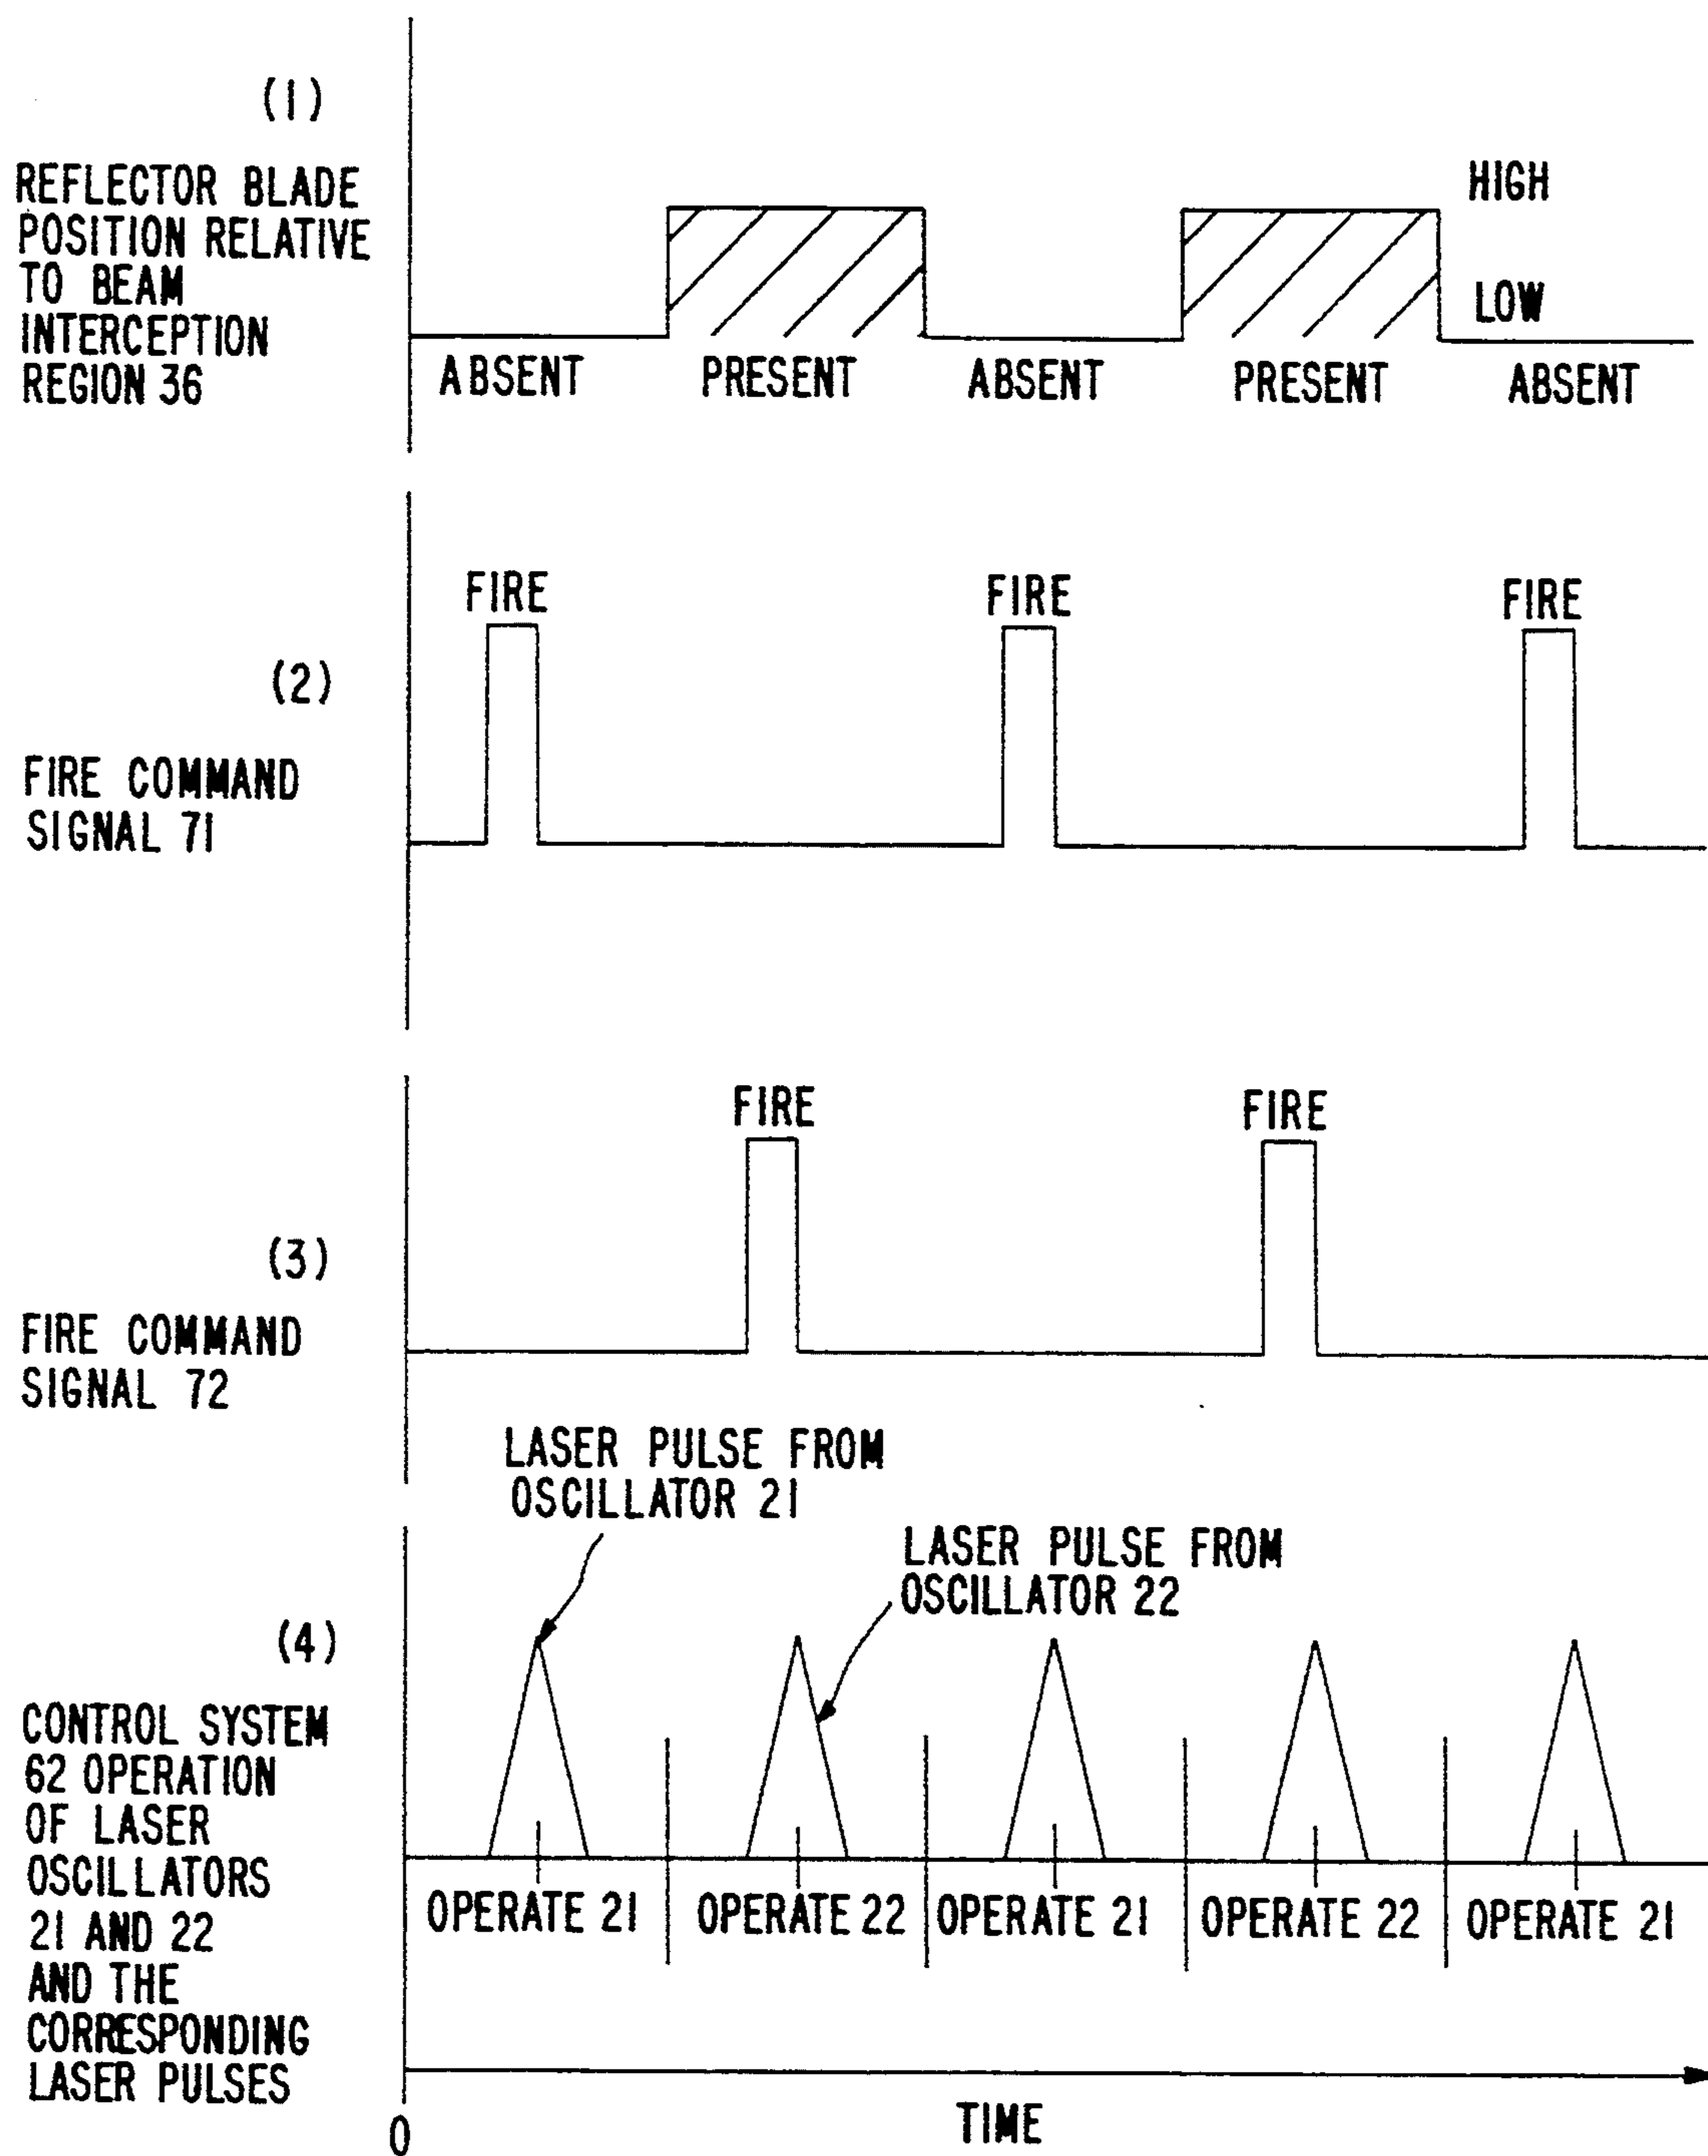 (1)
REFLECTOR BLADE
POSITION RELATIVE
TO BEAM
INTERCEPTION
REGION 36
HIGH
LOW
ABSENT
PRESENT
ABSENT
PRESENT
ABSENT
(2)
FIRE COMMAND
SIGNAL 71
FIRE
FIRE
FIRE
(3)
FIRE COMMAND
SIGNAL 72
FIRE
FIRE
(4)
CONTROL SYSTEM
62 OPERATION
OF LASER
OSCILLATORS
21 AND 22
AND THE
CORRESPONDING
LASER PULSES
LASER PULSE FROM
OSCILLATOR 21
LASER PULSE FROM
OSCILLATOR 22
OPERATE 21
OPERATE 22
OPERATE 21
OPERATE 22
OPERATE 21
0
TIME